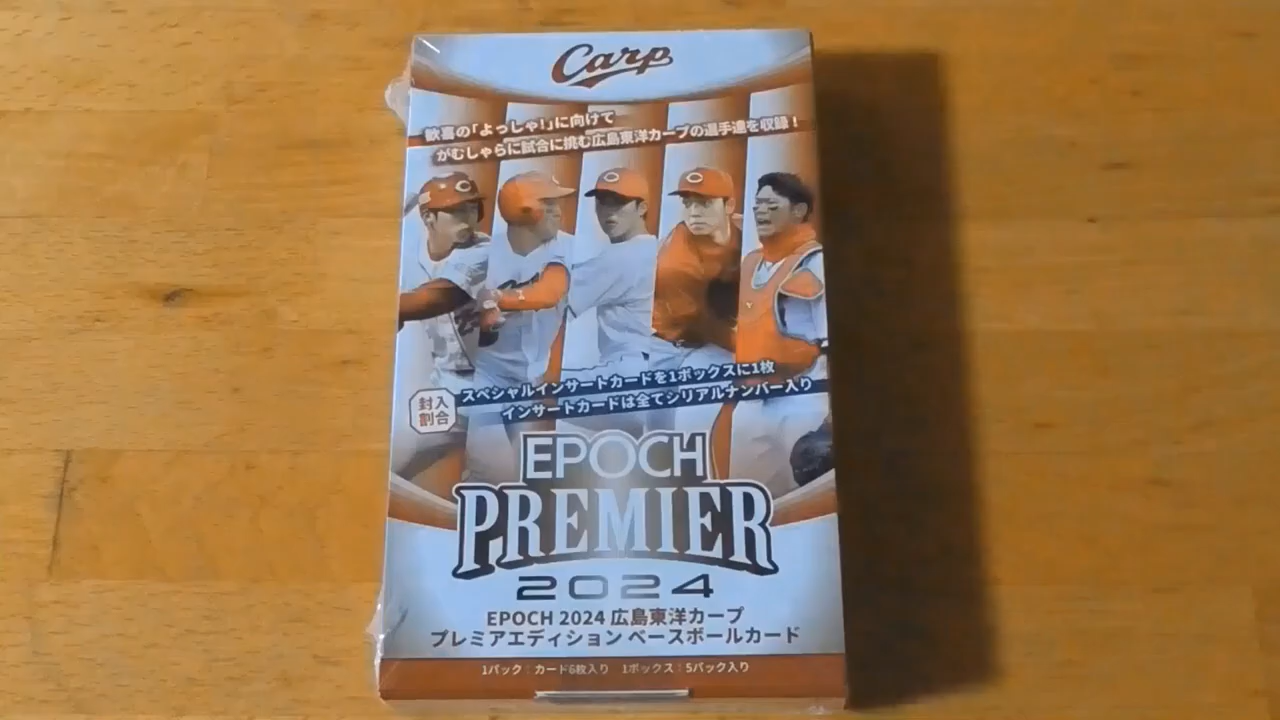 Carp
歓喜の「よっしゃ!」に向けて
がむしゃらに試合に挑む広島東洋カープの選手達を収録!
封入
割合
スペシャルインサートカードを1ボックスに1枚
インサートカードは全てシリアルナンバー入り
EPOCH
PREMIER
2024
EPOCH 2024 広島東洋カープ
プレミアエディション ベースボールカード
1パック:カード6枚入り 1ボックス:5パック入り